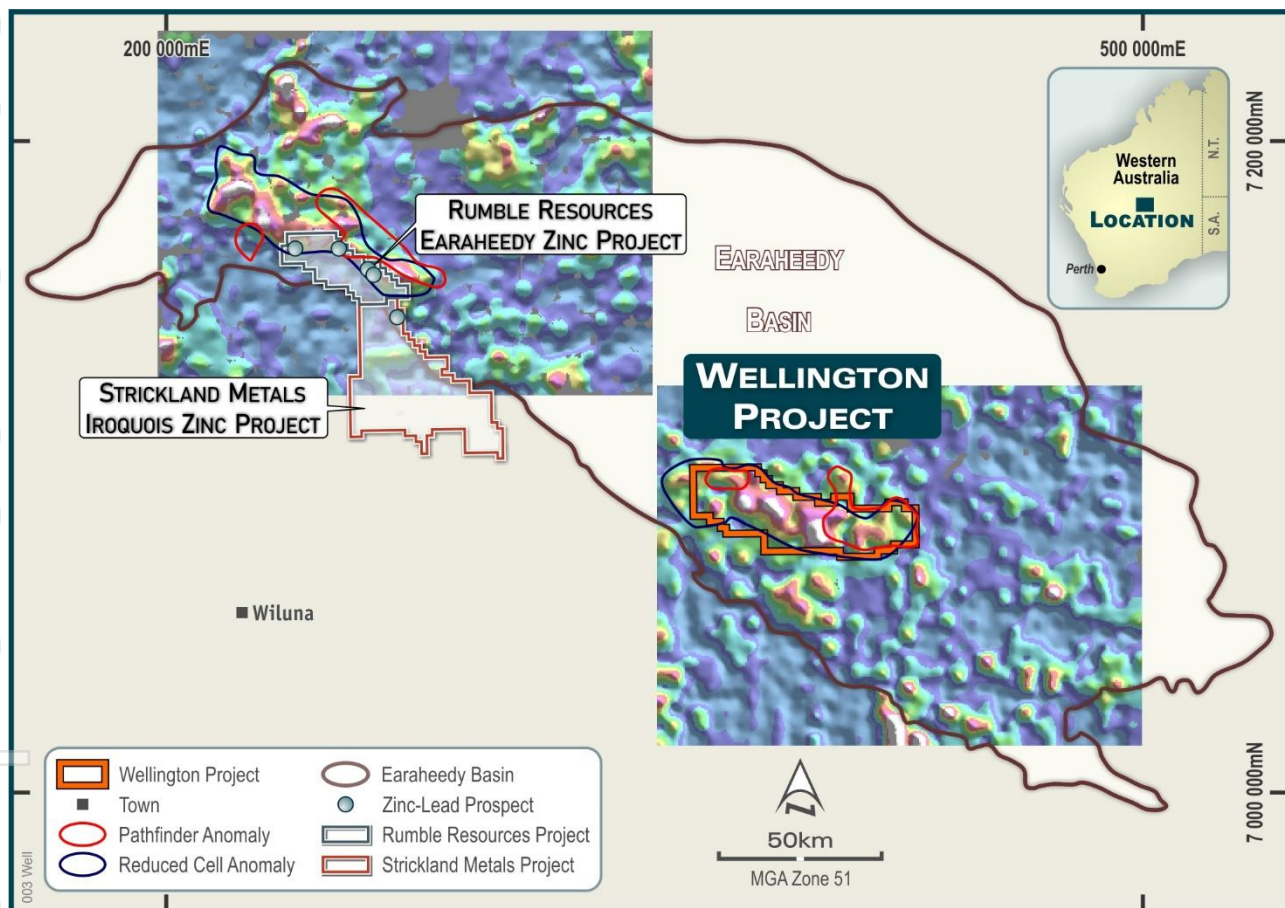 200 000mE
500 000mE
7 200 000mN
Western
Australia
N.T.
LOCATION
S.A.
Perth
RUMBLE RESOURCES
EARAHEEDY ZINC PROJECT
EARAHEEDY
BASIN
STRICKLAND METALS
IROQUOIS ZINC PROJECT
WELLINGTON
PROJECT
Wiluna
Wellington Project
Town
Pathfinder Anomaly
Reduced Cell Anomaly
Earaheedy Basin
Zinc-Lead Prospect
Rumble Resources Project
Strickland Metals Project
N
50km
MGA Zone 51
7 000 000mN
003 Well